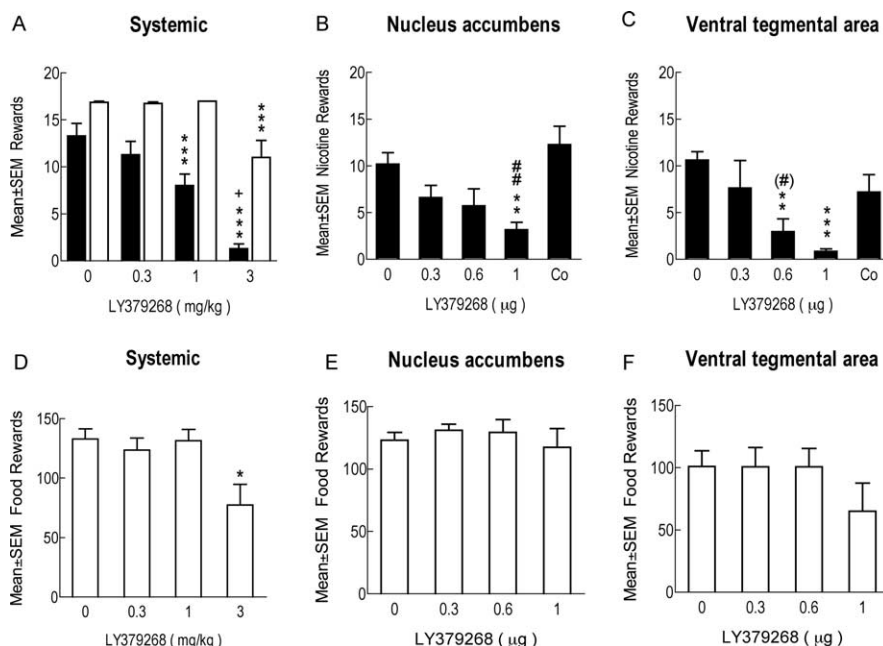 A
Systemic
Mean±SEM Rewards
20
15
10
5
0
***
+ ***
***
0 0.3 1 3
LY379268 ( mg/kg )
B
Nucleus accumbens
Mean±SEM Nicotine Rewards
20
15
10
5
0
## **
0 0.3 0.6 1 Co
LY379268 ( μg )
C
Ventral tegmental area
Mean±SEM Nicotine Rewards
20
15
10
5
0
(#)
**
***
0 0.3 0.6 1 Co
LY379268 ( μg )
D
Systemic
Mean±SEM Food Rewards
150
100
50
0
*
0 0.3 1 3
LY379268 ( mg/kg )
E
Nucleus accumbens
Mean±SEM Food Rewards
150
100
50
0
0 0.3 0.6 1
LY379268 ( μg )
F
Ventral tegmental area
Mean±SEM Food Rewards
150
100
50
0
0 0.3 0.6 1
LY379268 ( μg )